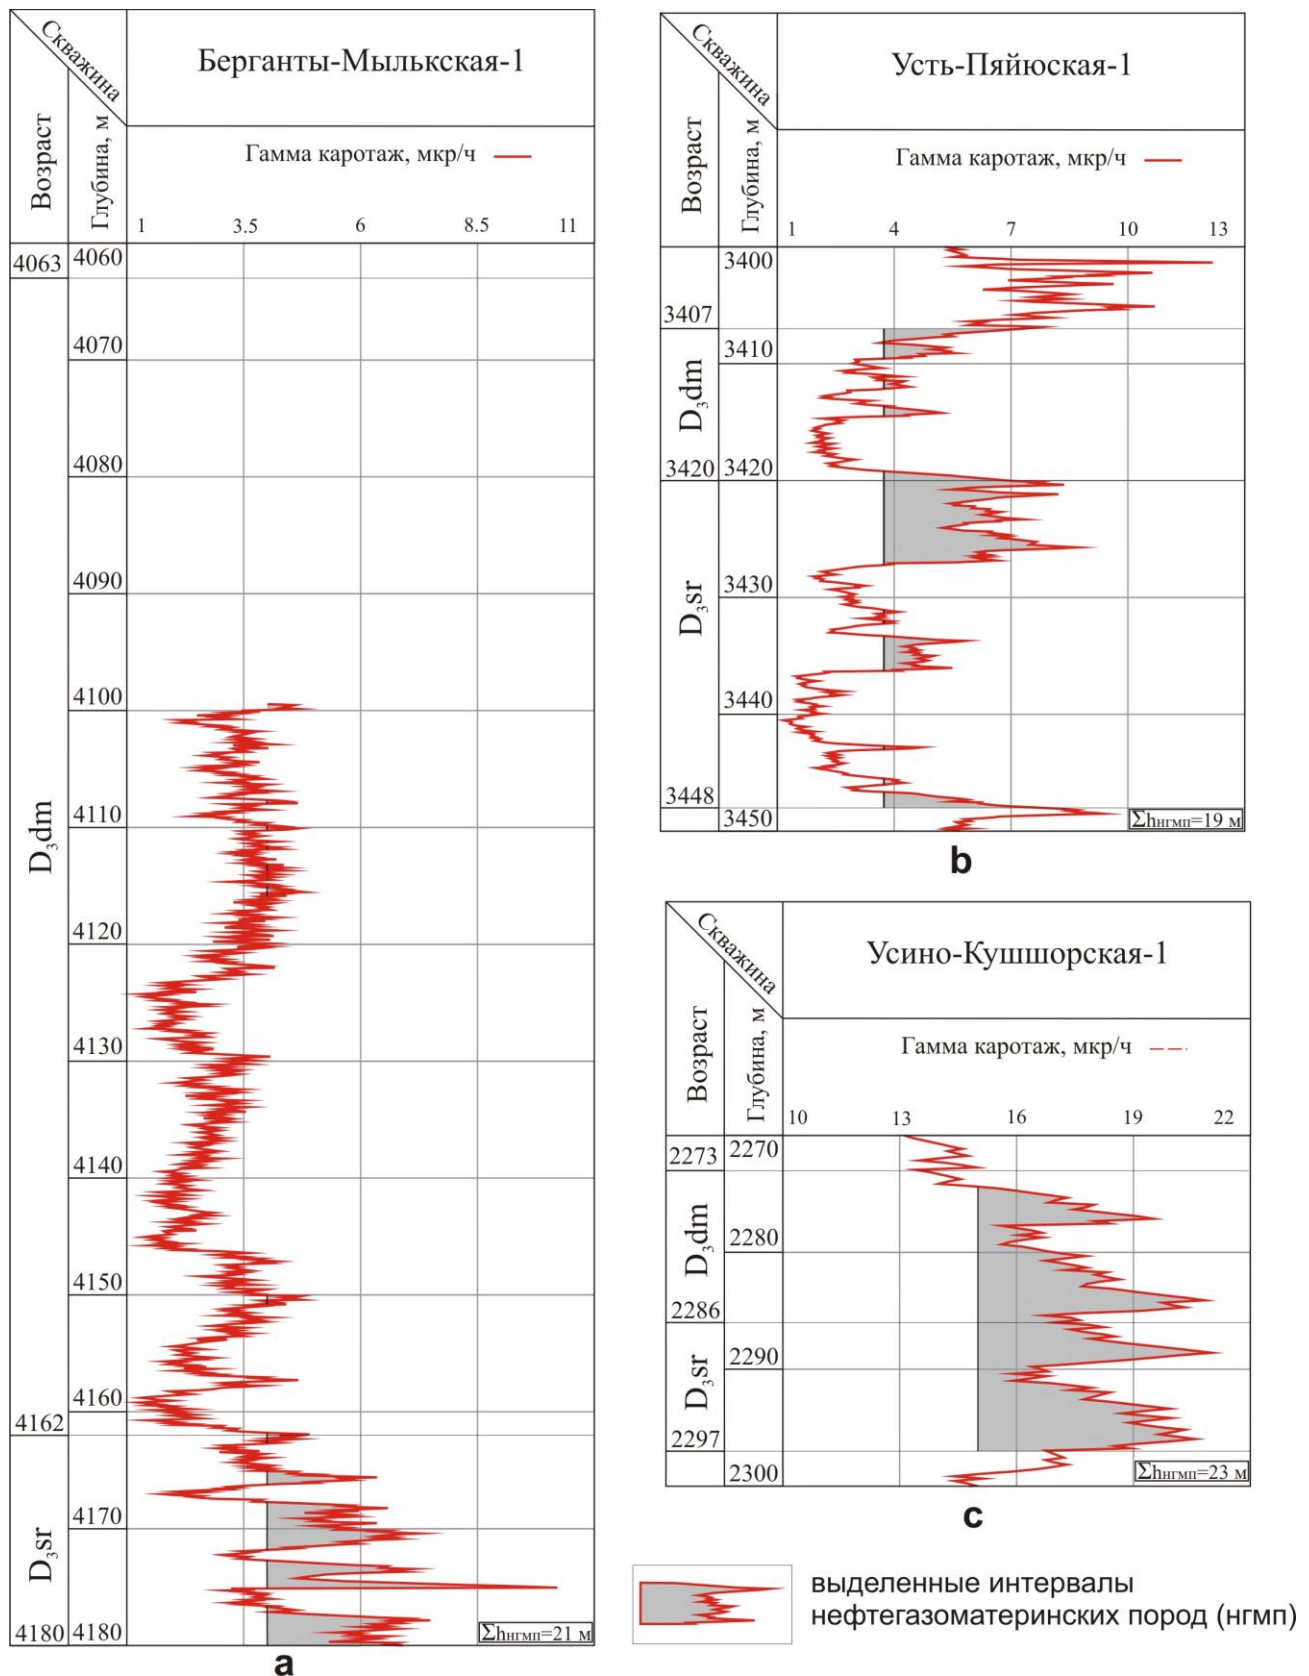 Скважина
Берганты-Мылькская-1
Возраст
Глубина, м
Гамма каротаж, мкр/ч
1 3.5 6 8.5 11
4063
4060
4070
4080
4090
4100
4110
D₃dm
4120
4130
4140
4150
4160
4162
4170
D₃sr
4180 4180
Σhнгмп=21 м
a
Скважина
Усть-Пяйюская-1
Возраст
Глубина, м
Гамма каротаж, мкр/ч
1 4 7 10 13
3400
3407
3410
D₃dm
3420 3420
3430
D₃sr
3440
3448
3450
Σhнгмп=19 м
b
Скважина
Усино-Кушшорская-1
Возраст
Глубина, м
Гамма каротаж, мкр/ч
10 13 16 19 22
2273 2270
D₃dm
2280
2286
2290
D₃sr
2297
2300
Σhнгмп=23 м
c
выделенные интервалы
нефтегазоматеринских пород (нгмп)